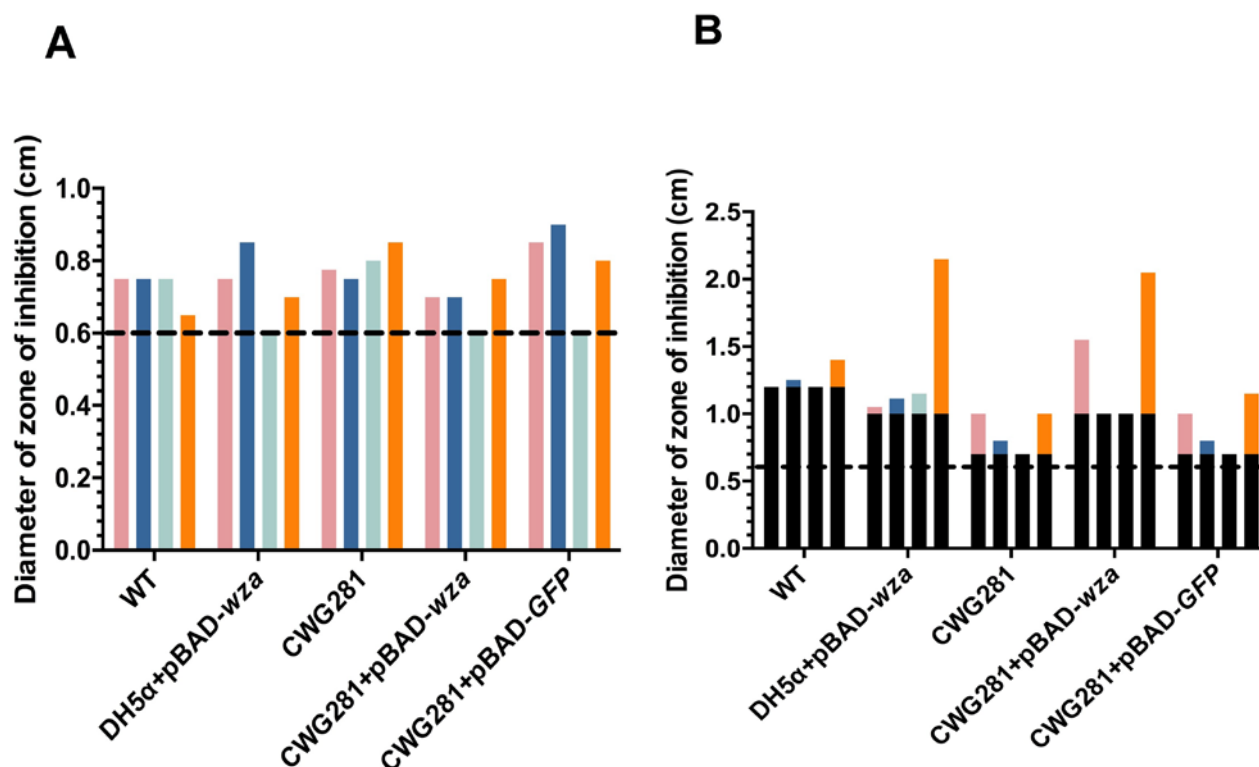 A
Diameter of zone of inhibition (cm)
1.0
0.8
0.6
0.4
0.2
0.0
WT
DH5α+pBAD-wza
CWG281
CWG281+pBAD-wza
CWG281+pBAD-GFP
B
Diameter of zone of inhibition (cm)
2.5
2.0
1.5
1.0
0.5
0.0
WT
DH5α+pBAD-wza
CWG281
CWG281+pBAD-wza
CWG281+pBAD-GFP